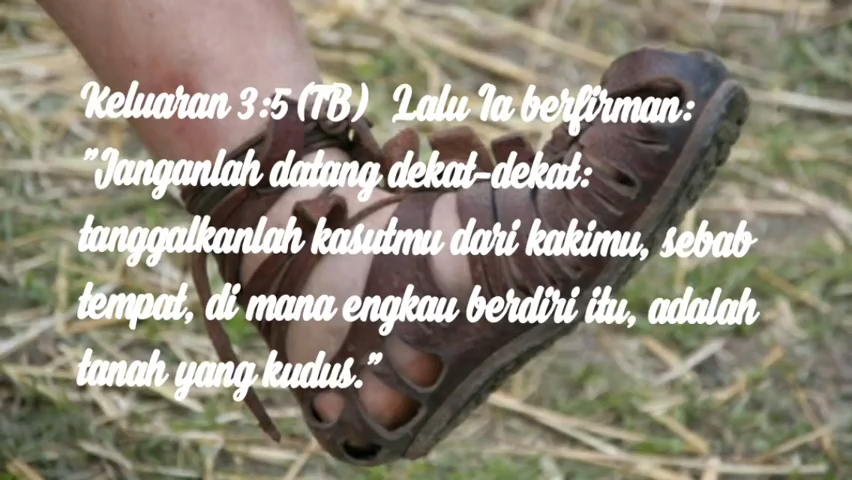 Keluaran 3:5 (TB) Lalu Ia berfirman:
"Janganlah datang dekat-dekat:
tanggalkanlah kasutmu dari kakimu, sebab
tempat, di mana engkau berdiri itu, adalah
tanah yang kudus."